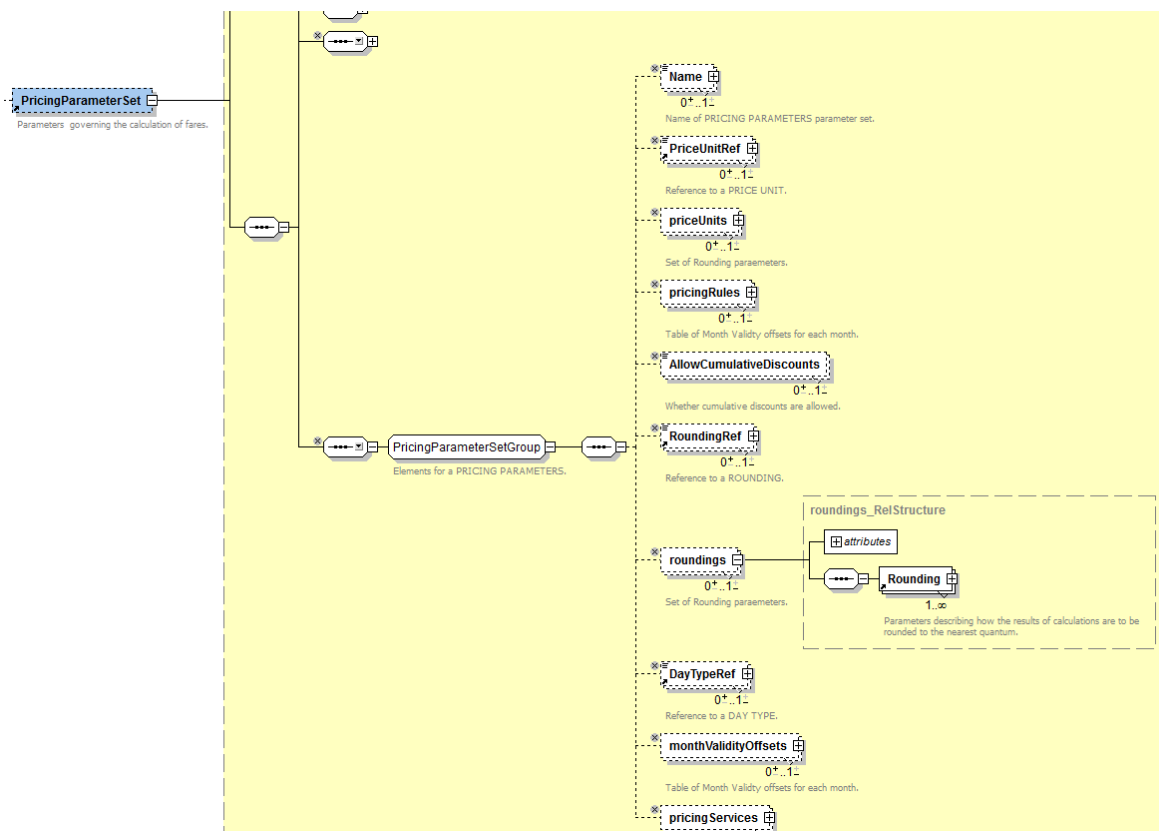 PricingParameterSet
Parameters governing the calculation of fares.
Name
0+..1+
Name of PRICING PARAMETERS parameter set.
PriceUnitRef
0+..1+
Reference to a PRICE UNIT.
priceUnits
0+..1+
Set of Rounding paraemeters.
pricingRules
0+..1+
Table of Month Validty offsets for each month.
AllowCumulativeDiscounts
0+..1+
Whether cumulative discounts are allowed.
RoundingRef
0+..1+
Reference to a ROUNDING.
PricingParameterSetGroup
Elements for a PRICING PARAMETERS.
roundings_RelStructure
attributes
roundings
0+..1+
Set of Rounding paraemeters.
Rounding
1..∞
Parameters describing how the results of calculations are to be
rounded to the nearest quantum.
DayTypeRef
0+..1+
Reference to a DAY TYPE.
monthValidityOffsets
0+..1+
Table of Month Validty offsets for each month.
pricingServices